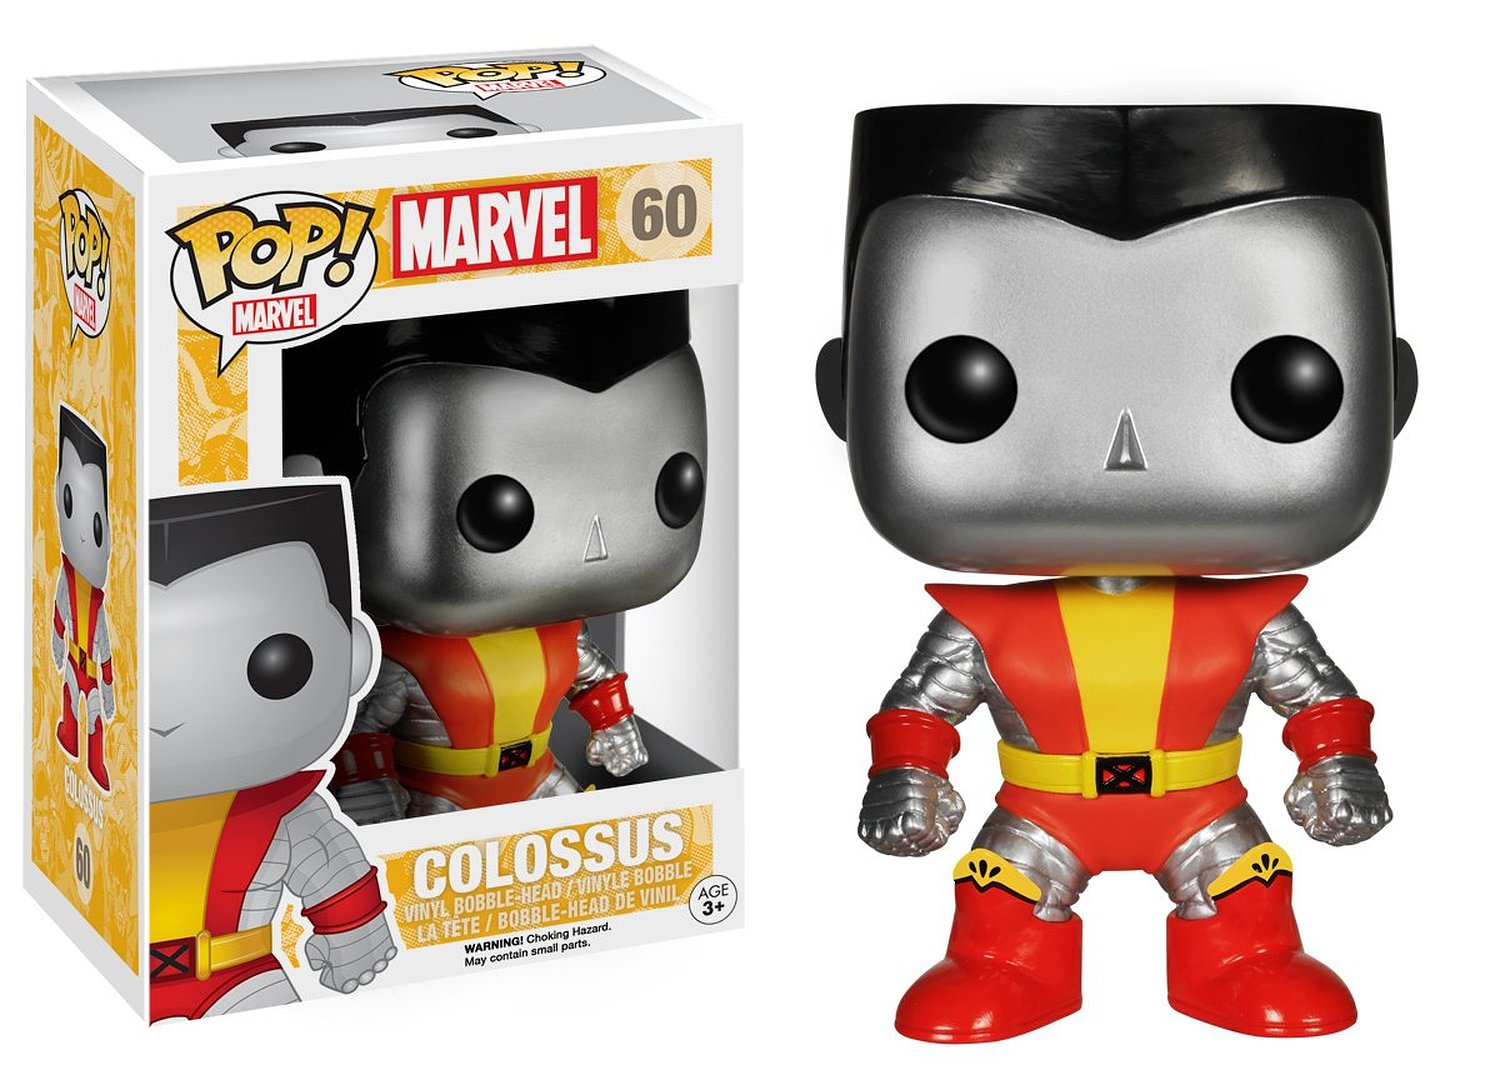 POP!
MARVEL
POP!
MARVEL
COLOSSUS
60
POP!
MARVEL
MARVEL
60
COLOSSUS
VINYL BOBBLE-HEAD / VINYLE BOBBLE
LA TÊTE / BOBBLE-HEAD DE VINIL
AGE
3+
WARNING! Choking Hazard.
May contain small parts.